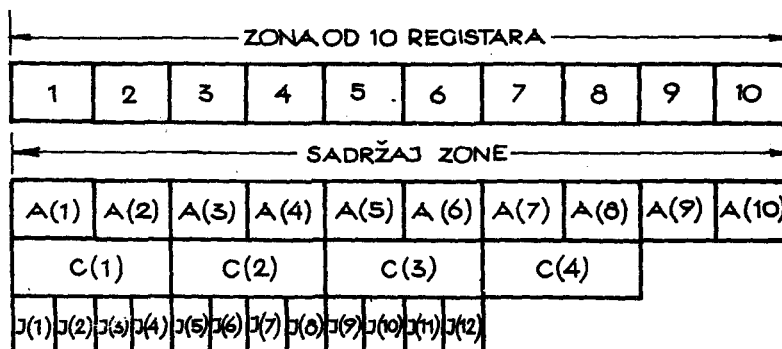 ZONA OD 10 REGISTARA
1 2 3 4 5 6 7 8 9 10
SADRŽAJ ZONE
A(1) A(2) A(3) A(4) A(5) A(6) A(7) A(8) A(9) A(10)
C(1) C(2) C(3) C(4)
J(1) J(2) J(3) J(4) J(5) J(6) J(7) J(8) J(9) J(10) J(11) J(12)